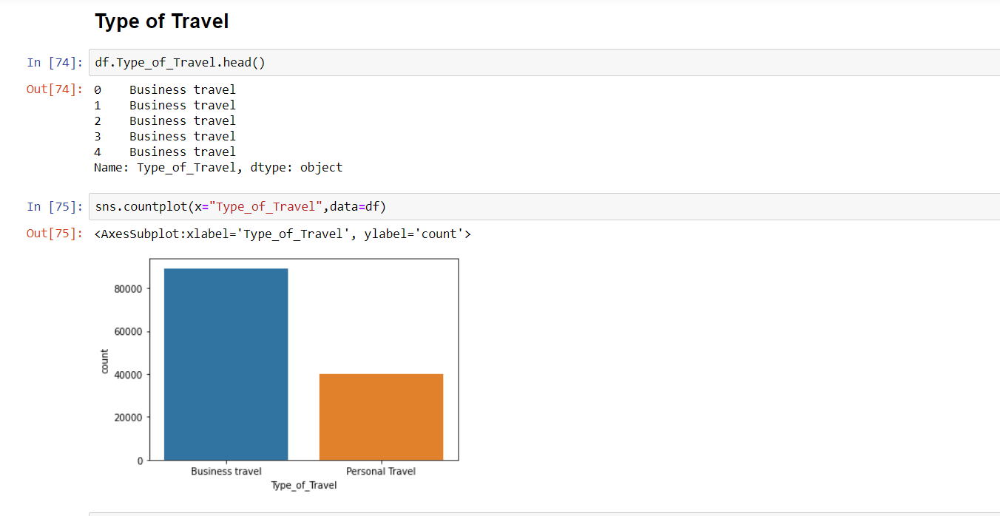 Type of Travel
In [74]: df.Type_of_Travel.head()
Out[74]: 0    Business travel
1    Business travel
2    Business travel
3    Business travel
4    Business travel
Name: Type_of_Travel, dtype: object
In [75]: sns.countplot(x="Type_of_Travel",data=df)
Out[75]: <AxesSubplot:xlabel='Type_of_Travel', ylabel='count'>
80000
60000
count
40000
20000
0
Business travel Personal Travel
Type_of_Travel